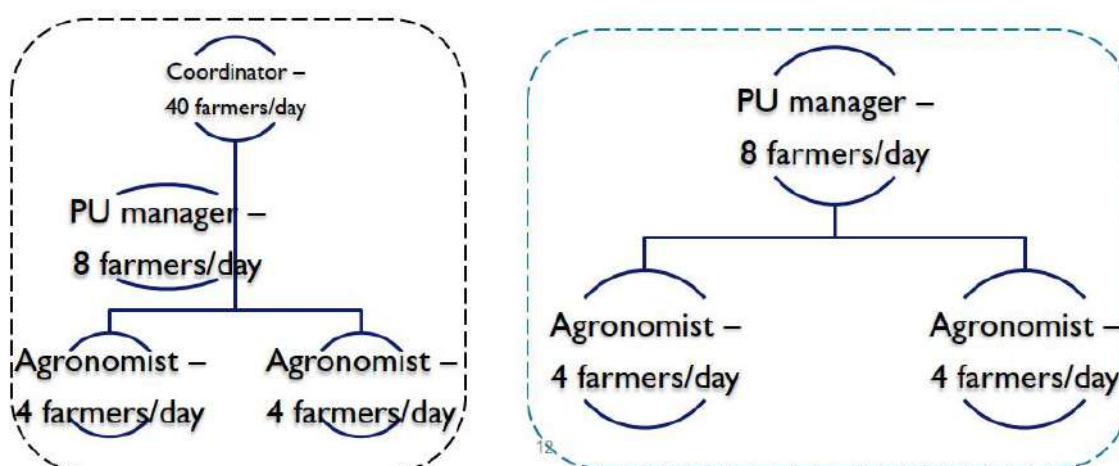 Coordinator –
40 farmers/day
PU manager –
8 farmers/day
Agronomist –
4 farmers/day
Agronomist –
4 farmers/day
PU manager –
8 farmers/day
Agronomist –
4 farmers/day
Agronomist –
4 farmers/day
12